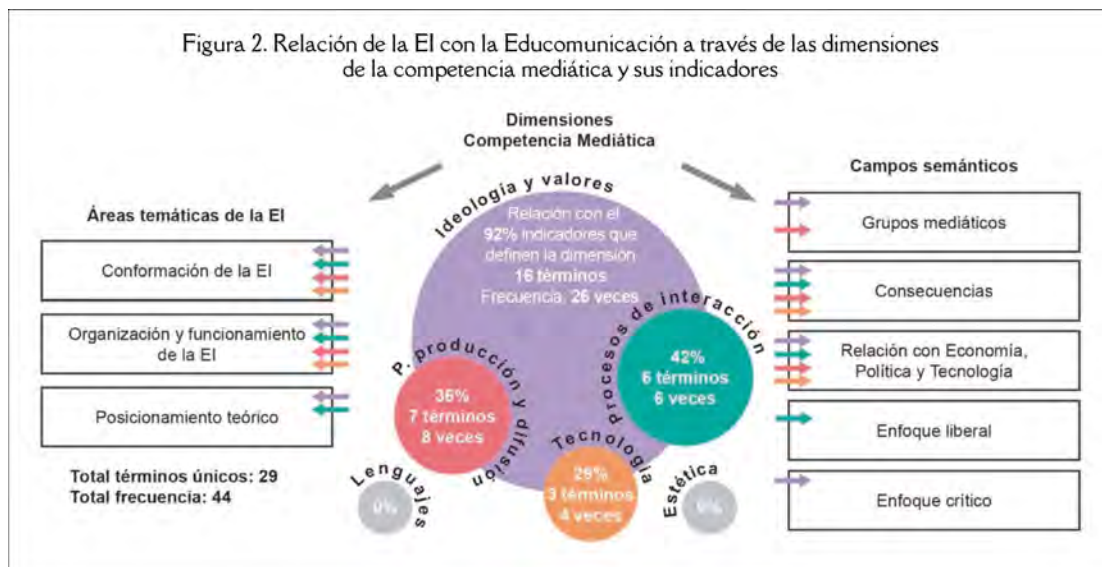 Figura 2. Relación de la EI con la Educomunicación a través de las dimensiones
de la competencia mediática y sus indicadores
Dimensiones
Competencia Mediática
Áreas temáticas de la EI
Conformación de la EI
Organización y funcionamiento
de la EI
Posicionamiento teórico
Total términos únicos: 29
Total frecuencia: 44
Ideología y valores
Relación con el
92% indicadores que
definen la dimensión
16 términos
Frecuencia, 26 veces
P. producción y difusión
36%
7 términos
8 veces
Procesos de interacción
42%
6 términos
6 veces
Tecnología
29%
3 términos
4 veces
Lenguajes
0%
Estética
0%
Campos semánticos
Grupos mediáticos
Consecuencias
Relación con Economía,
Política y Tecnología
Enfoque liberal
Enfoque crítico